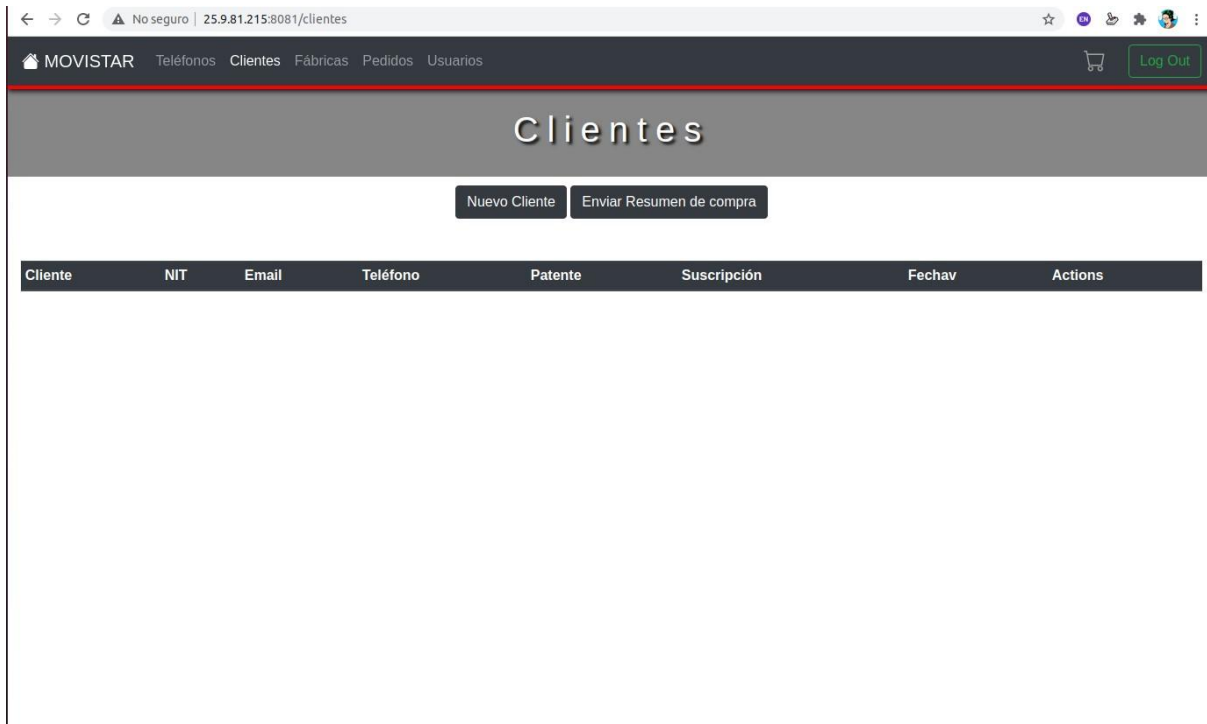 No seguro | 25.9.81.215:8081/clientes EN
MOVISTAR Teléfonos Clientes Fábricas Pedidos Usuarios Log Out
Clientes
Nuevo Cliente Enviar Resumen de compra
Cliente NIT Email Teléfono Patente Suscripción Fechav Actions